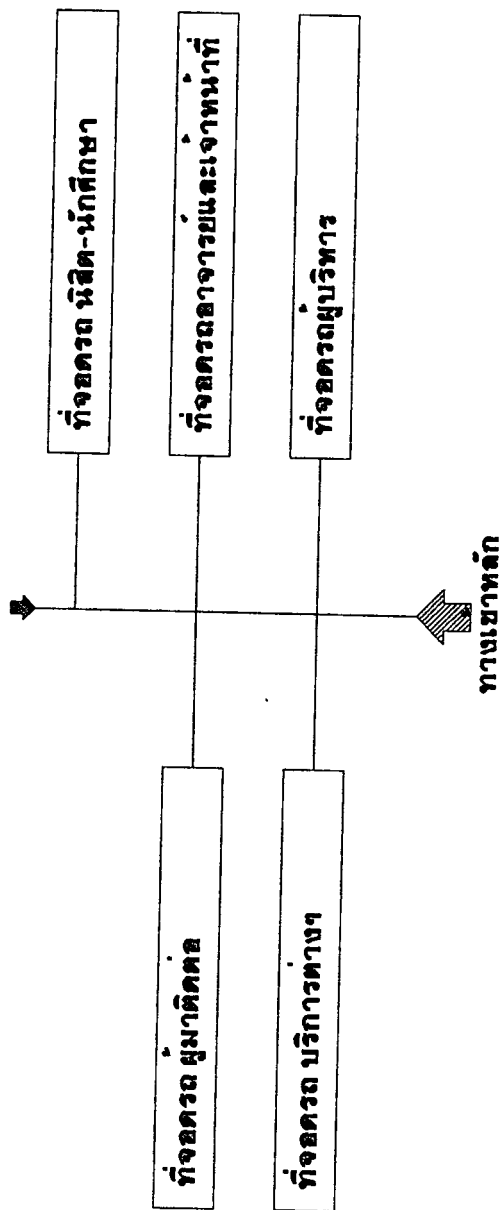 ที่จอดรถ นิสิต-นักศึกษา
ที่จอดรถอาจารย์และเจ้าหน้าที่
ที่จอดรถผู้บริหาร
ทางเขาหลัก
ที่จอดรถ ผู้มาติดต่อ
ที่จอดรถ บริการต่างๆ